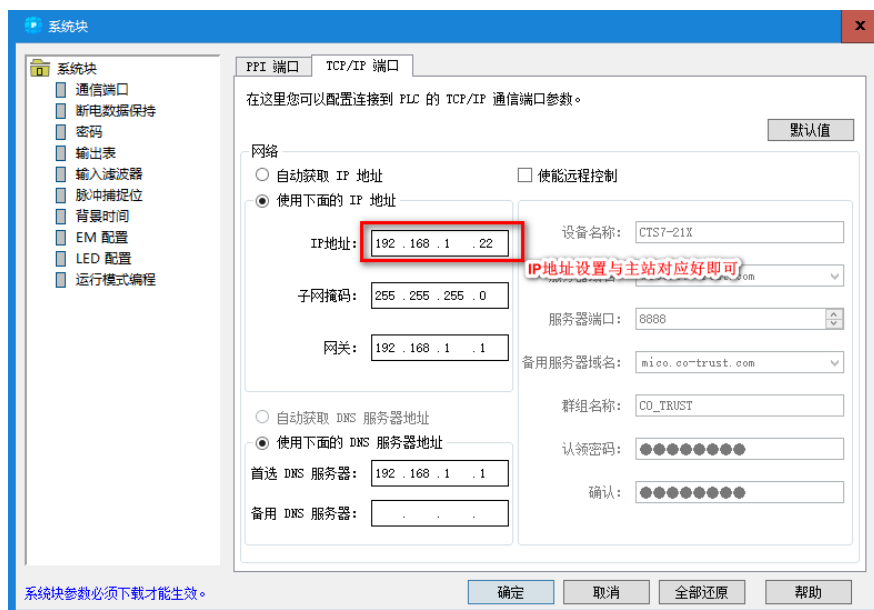 系统块
x
系统块
通信端口
断电数据保持
密码
输出表
输入滤波器
脉冲捕捉位
背景时间
EM 配置
LED 配置
运行模式编程
PPI 端口
TCP/IP 端口
在这里您可以配置连接到 PLC 的 TCP/IP 通信端口参数。
默认值
网络
自动获取 IP 地址
使能远程控制
使用下面的 IP 地址
IP地址: 192 .168 .1 .22
设备名称: CTS7-21X
IP地址设置与主站对应好即可
子网掩码: 255 .255 .255 .0
服务器端口: 8888
网关: 192 .168 .1 .1
备用服务器域名: mico.co-trust.com
群组名称: CO_TRUST
自动获取 DNS 服务器地址
使用下面的 DNS 服务器地址
认领密码: ●●●●●●●●
首选 DNS 服务器: 192 .168 .1 .1
确认: ●●●●●●●●
备用 DNS 服务器: . . .
系统块参数必须下载才能生效。
确定
取消
全部还原
帮助